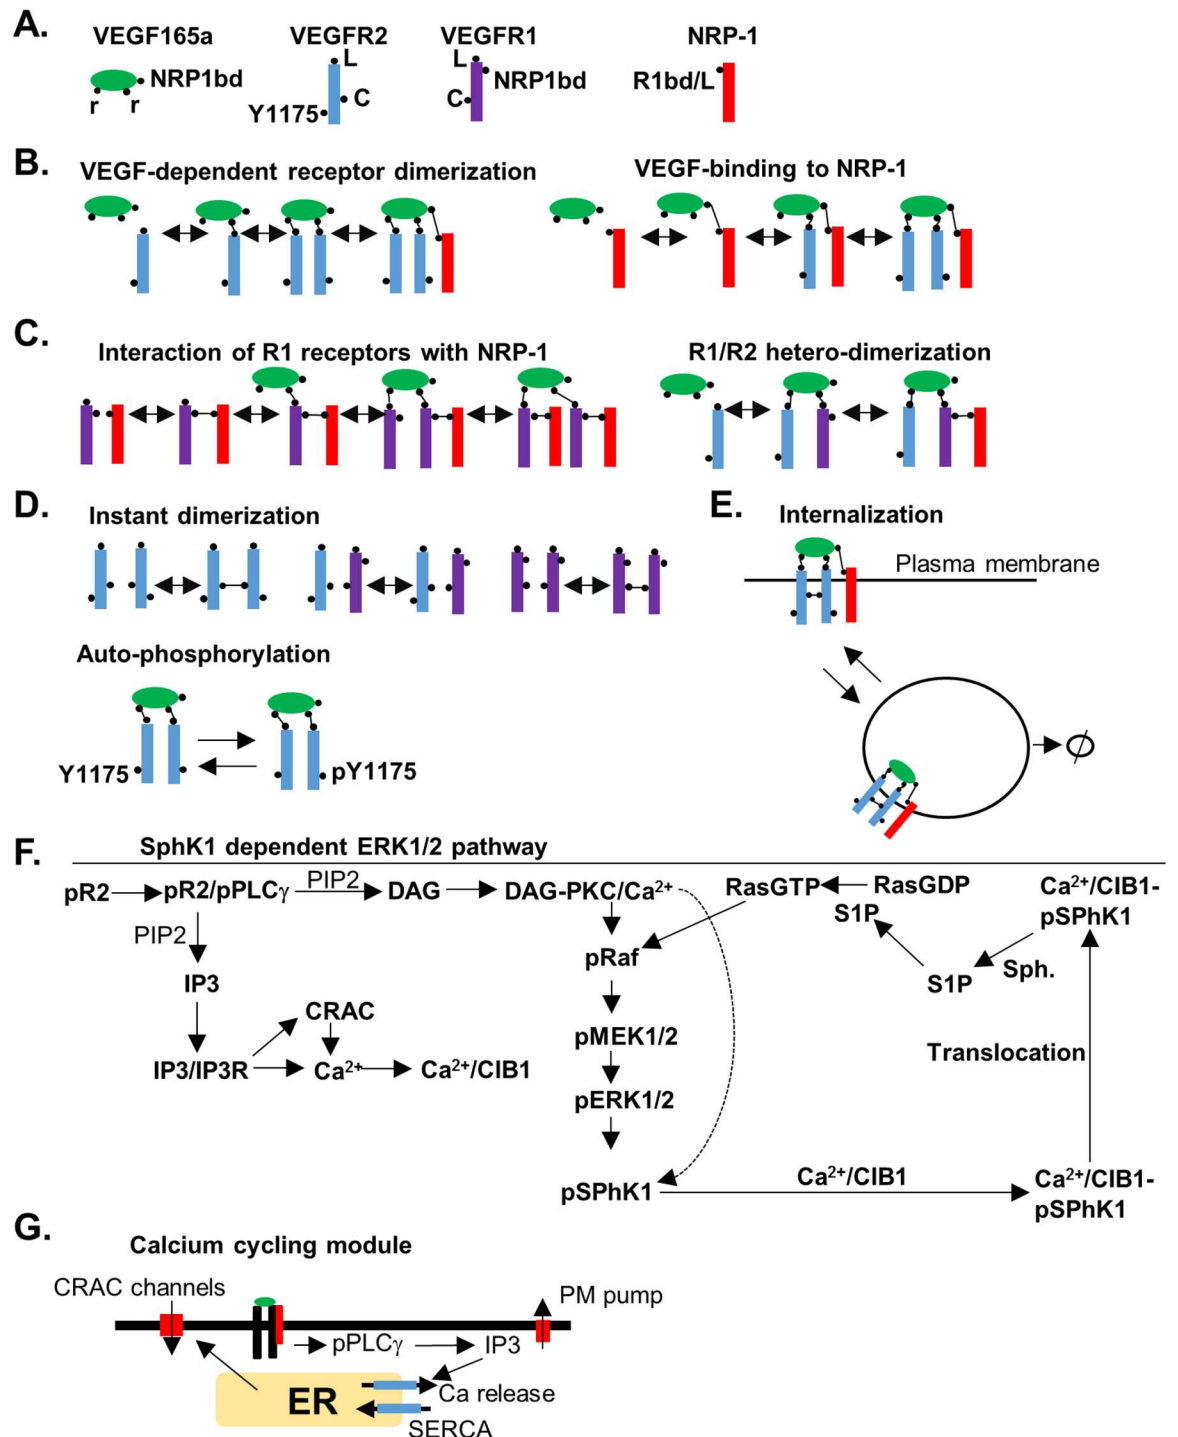 A.
VEGF165a
VEGFR2
VEGFR1
NRP-1
NRP1bd
r
r
L
C
Y1175
L
NRP1bd
C
R1bd/L
B.
VEGF-dependent receptor dimerization
VEGF-binding to NRP-1
C.
Interaction of R1 receptors with NRP-1
R1/R2 hetero-dimerization
D.
Instant dimerization
E.
Internalization
Plasma membrane
Auto-phosphorylation
Y1175
pY1175
Ø
F.
SphK1 dependent ERK1/2 pathway
pR2
pR2/pPLCγ
PIP2
DAG
DAG-PKC/Ca²⁺
RasGTP
RasGDP
S1P
Ca²⁺/CIB1-
pSPhK1
PIP2
pRaf
Sph.
S1P
IP3
CRAC
pMEK1/2
Translocation
IP3/IP3R
Ca²⁺
Ca²⁺/CIB1
pERK1/2
pSPhK1
Ca²⁺/CIB1
Ca²⁺/CIB1-
pSPhK1
G.
Calcium cycling module
CRAC channels
PM pump
pPLCγ
IP3
ER
Ca release
SERCA